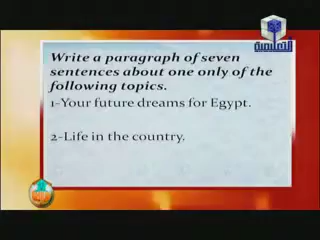 التعليمية
Write a paragraph of seven
sentences about one only of the
following topics.
1-Your future dreams for Egypt.
2-Life in the country.